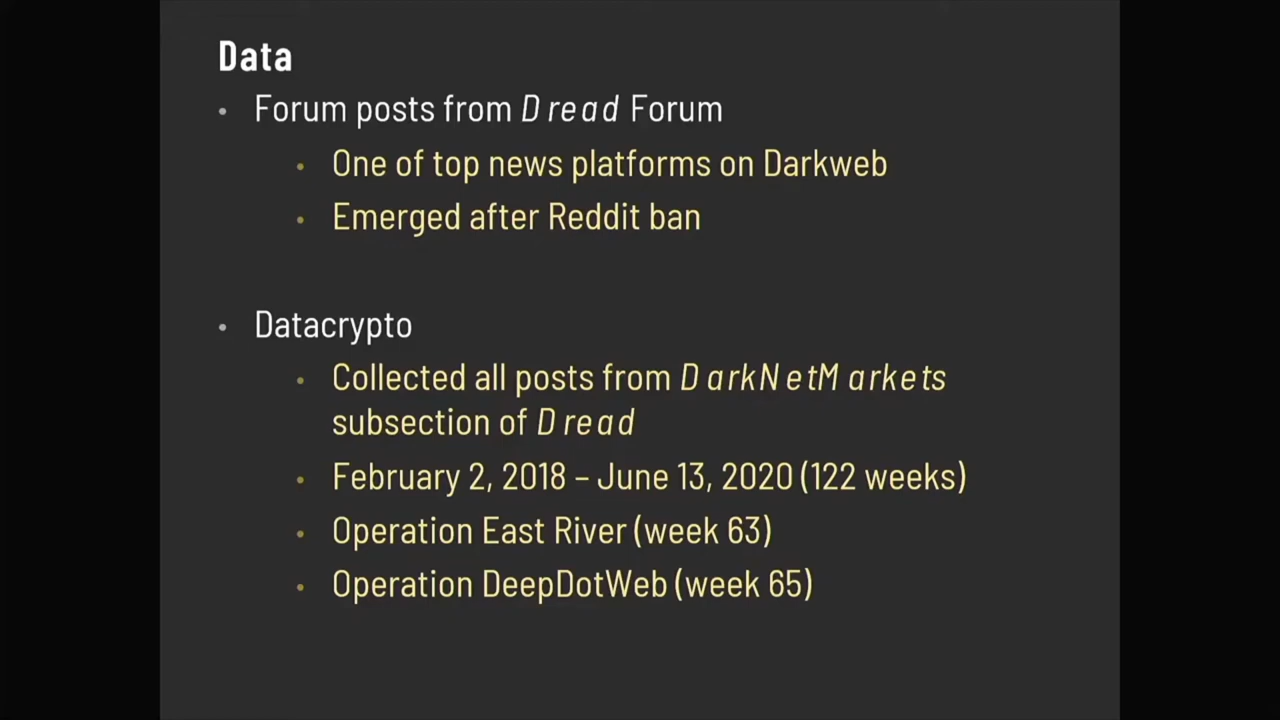 Data
• Forum posts from Dread Forum
• One of top news platforms on Darkweb
• Emerged after Reddit ban
• Datacrypto
• Collected all posts from DarkNetMarkets
subsection of Dread
• February 2, 2018 – June 13, 2020 (122 weeks)
• Operation East River (week 63)
• Operation DeepDotWeb (week 65)